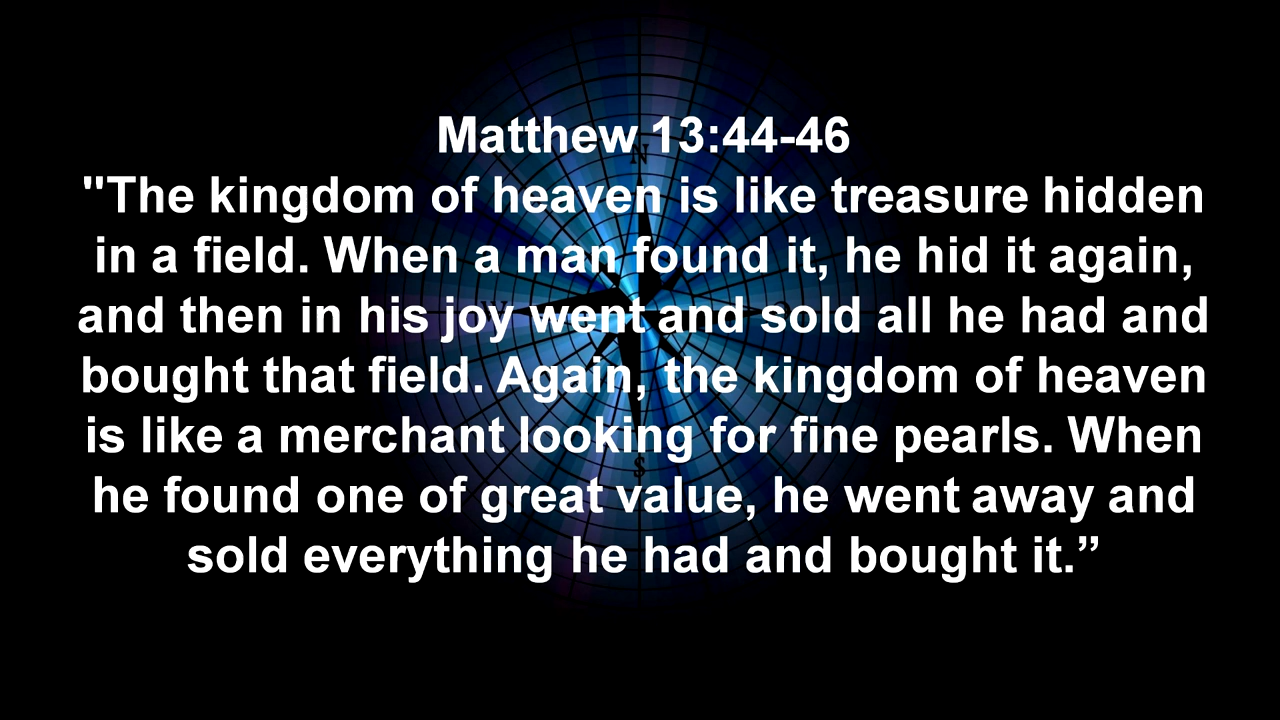 Matthew 13:44-46
"The kingdom of heaven is like treasure hidden
in a field. When a man found it, he hid it again,
and then in his joy went and sold all he had and
bought that field. Again, the kingdom of heaven
is like a merchant looking for fine pearls. When
he found one of great value, he went away and
sold everything he had and bought it.”
N
W
S